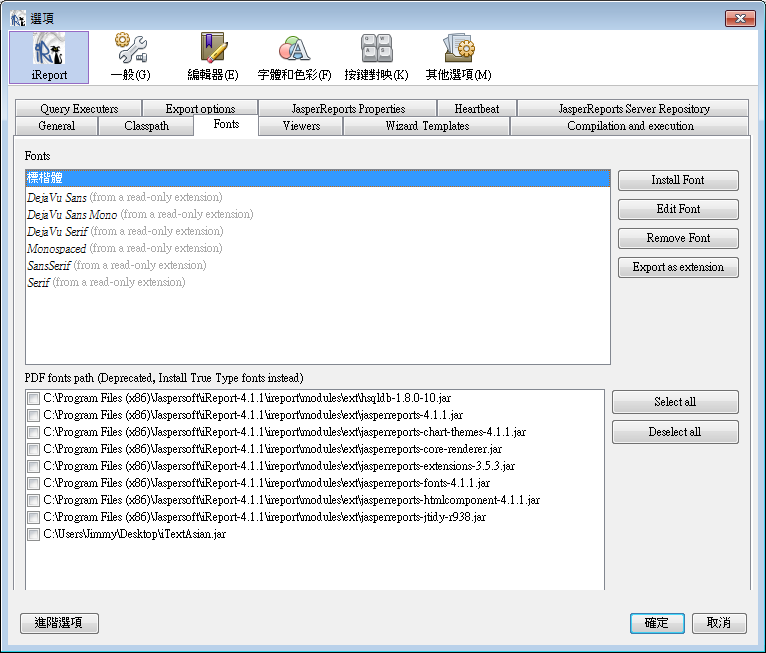 選項
iReport
一般(G)
編輯器(E)
字體和色彩(F)
按鍵對映(K)
其他選項(M)
Query Executers
Export options
JasperReports Properties
Heartbeat
JasperReports Server Repository
General
Classpath
Fonts
Viewers
Wizard Templates
Compilation and execution
Fonts
標楷體
DejaVu Sans (from a read-only extension)
DejaVu Sans Mono (from a read-only extension)
DejaVu Serif (from a read-only extension)
Monospaced (from a read-only extension)
SansSerif (from a read-only extension)
Serif (from a read-only extension)
Install Font
Edit Font
Remove Font
Export as extension
PDF fonts path (Deprecated, Install True Type fonts instead)
C:\Program Files (x86)\Jaspersoft\iReport-4.1.1\ireport\modules\ext\hsqldb-1.8.0-10.jar
C:\Program Files (x86)\Jaspersoft\iReport-4.1.1\ireport\modules\ext\jasperreports-4.1.1.jar
C:\Program Files (x86)\Jaspersoft\iReport-4.1.1\ireport\modules\ext\jasperreports-chart-themes-4.1.1.jar
C:\Program Files (x86)\Jaspersoft\iReport-4.1.1\ireport\modules\ext\jasperreports-core-renderer.jar
C:\Program Files (x86)\Jaspersoft\iReport-4.1.1\ireport\modules\ext\jasperreports-extensions-3.5.3.jar
C:\Program Files (x86)\Jaspersoft\iReport-4.1.1\ireport\modules\ext\jasperreports-fonts-4.1.1.jar
C:\Program Files (x86)\Jaspersoft\iReport-4.1.1\ireport\modules\ext\jasperreports-htmlcomponent-4.1.1.jar
C:\Program Files (x86)\Jaspersoft\iReport-4.1.1\ireport\modules\ext\jasperreports-jtidy-r938.jar
C:\Users\Jimmy\Desktop\iTextAsian.jar
Select all
Deselect all
進階選項
確定
取消